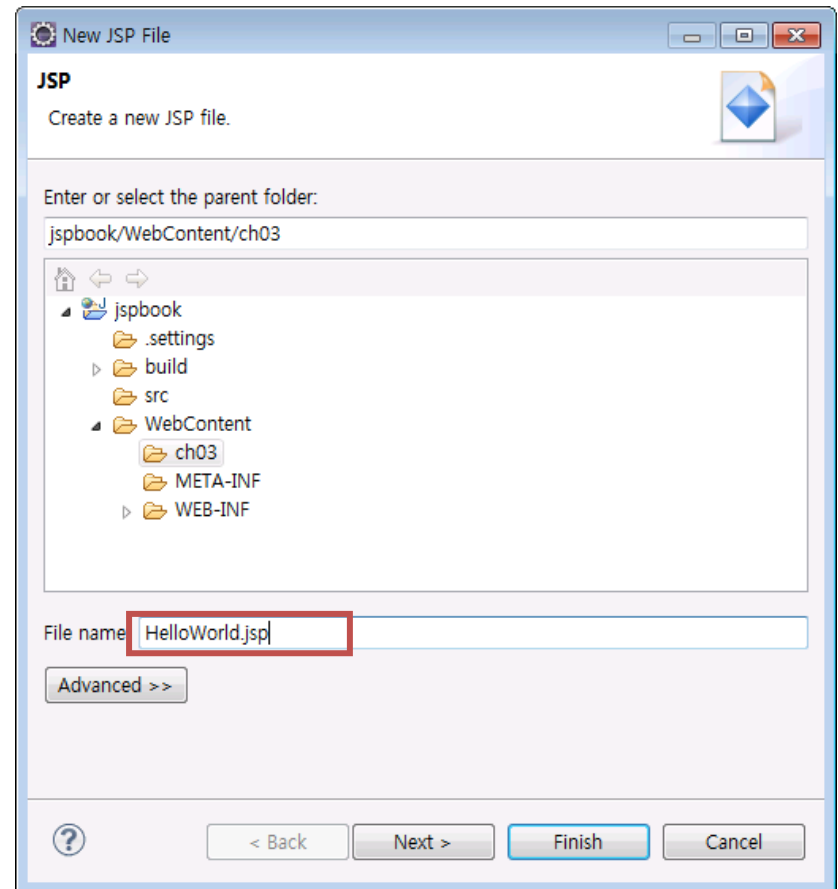 New JSP File
JSP
Create a new JSP file.
Enter or select the parent folder:
jspbook/WebContent/ch03
jspbook
.settings
build
src
WebContent
ch03
META-INF
WEB-INF
File name HelloWorld.jsp
Advanced >>
< Back Next > Finish Cancel